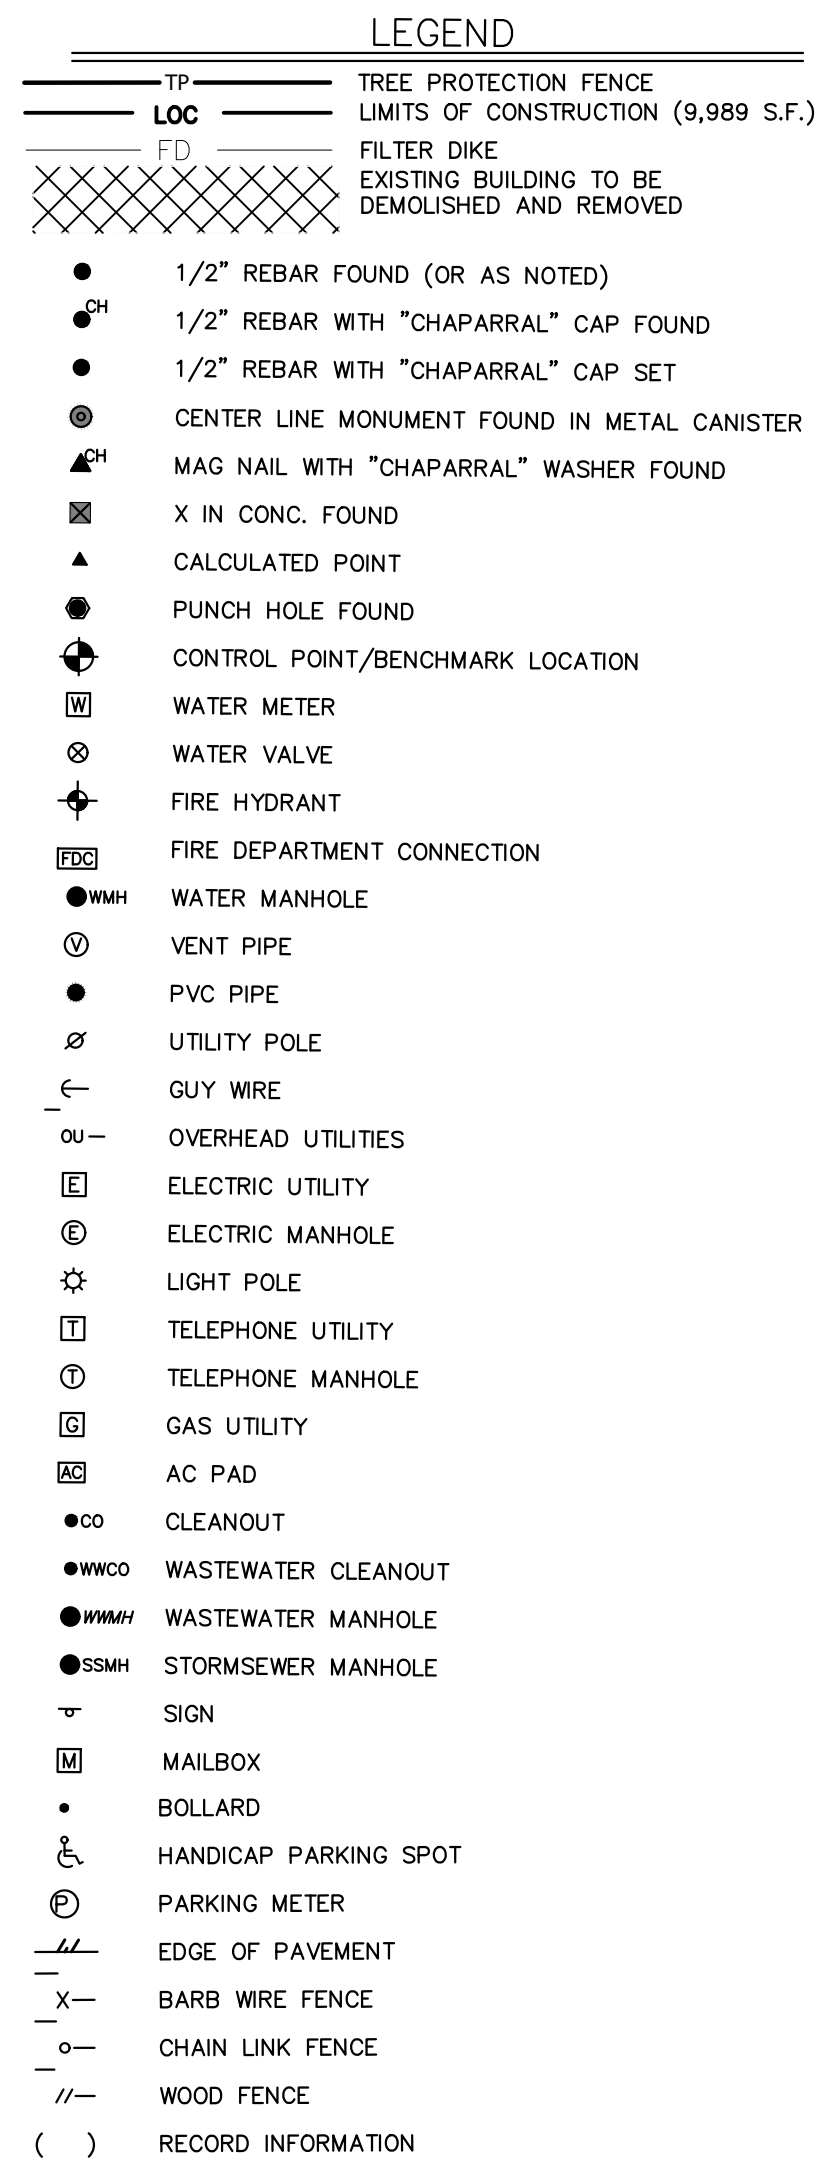 LEGEND
TP TREE PROTECTION FENCE
LOC LIMITS OF CONSTRUCTION (9,989 S.F.)
FD FILTER DIKE
EXISTING BUILDING TO BE
DEMOLISHED AND REMOVED
1/2" REBAR FOUND (OR AS NOTED)
CH 1/2" REBAR WITH "CHAPARRAL" CAP FOUND
1/2" REBAR WITH "CHAPARRAL" CAP SET
CENTER LINE MONUMENT FOUND IN METAL CANISTER
CH MAG NAIL WITH "CHAPARRAL" WASHER FOUND
X IN CONC. FOUND
CALCULATED POINT
PUNCH HOLE FOUND
CONTROL POINT/BENCHMARK LOCATION
W WATER METER
WATER VALVE
FIRE HYDRANT
FDC FIRE DEPARTMENT CONNECTION
WMH WATER MANHOLE
V VENT PIPE
PVC PIPE
UTILITY POLE
GUY WIRE
OU OVERHEAD UTILITIES
E ELECTRIC UTILITY
E ELECTRIC MANHOLE
LIGHT POLE
T TELEPHONE UTILITY
T TELEPHONE MANHOLE
G GAS UTILITY
AC AC PAD
CO CLEANOUT
WWCO WASTEWATER CLEANOUT
WWMH WASTEWATER MANHOLE
SSMH STORMSEWER MANHOLE
SIGN
M MAILBOX
BOLLARD
HANDICAP PARKING SPOT
P PARKING METER
EDGE OF PAVEMENT
X BARB WIRE FENCE
CHAIN LINK FENCE
// WOOD FENCE
( ) RECORD INFORMATION